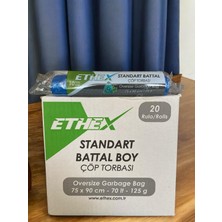 ETHEX
STANDART BATTAL
ÇÖP TORBASI
20
Rulo/Rolls
ETHEX
STANDART
BATTAL BOY
ÇÖP TORBASI
Oversize Garbage Bag
75 x 90 cm - 70 lt - 125 g
www.ethex.com.tr